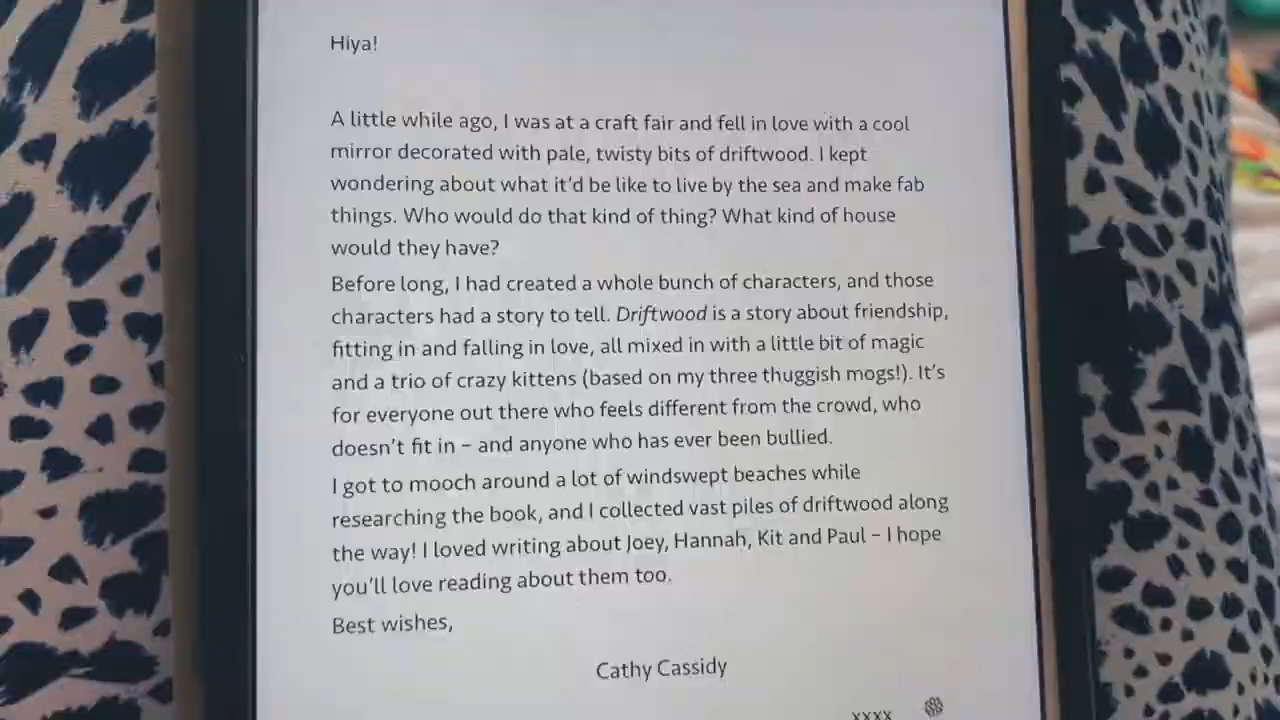 Hiya!
A little while ago, I was at a craft fair and fell in love with a cool
mirror decorated with pale, twisty bits of driftwood. I kept
wondering about what it'd be like to live by the sea and make fab
things. Who would do that kind of thing? What kind of house
would they have?
Before long, I had created a whole bunch of characters, and those
characters had a story to tell. Driftwood is a story about friendship,
fitting in and falling in love, all mixed in with a little bit of magic
and a trio of crazy kittens (based on my three thuggish mogs!). It's
for everyone out there who feels different from the crowd, who
doesn't fit in – and anyone who has ever been bullied.
I got to mooch around a lot of windswept beaches while
researching the book, and I collected vast piles of driftwood along
the way! I loved writing about Joey, Hannah, Kit and Paul – I hope
you'll love reading about them too.
Best wishes,
Cathy Cassidy
xxxx